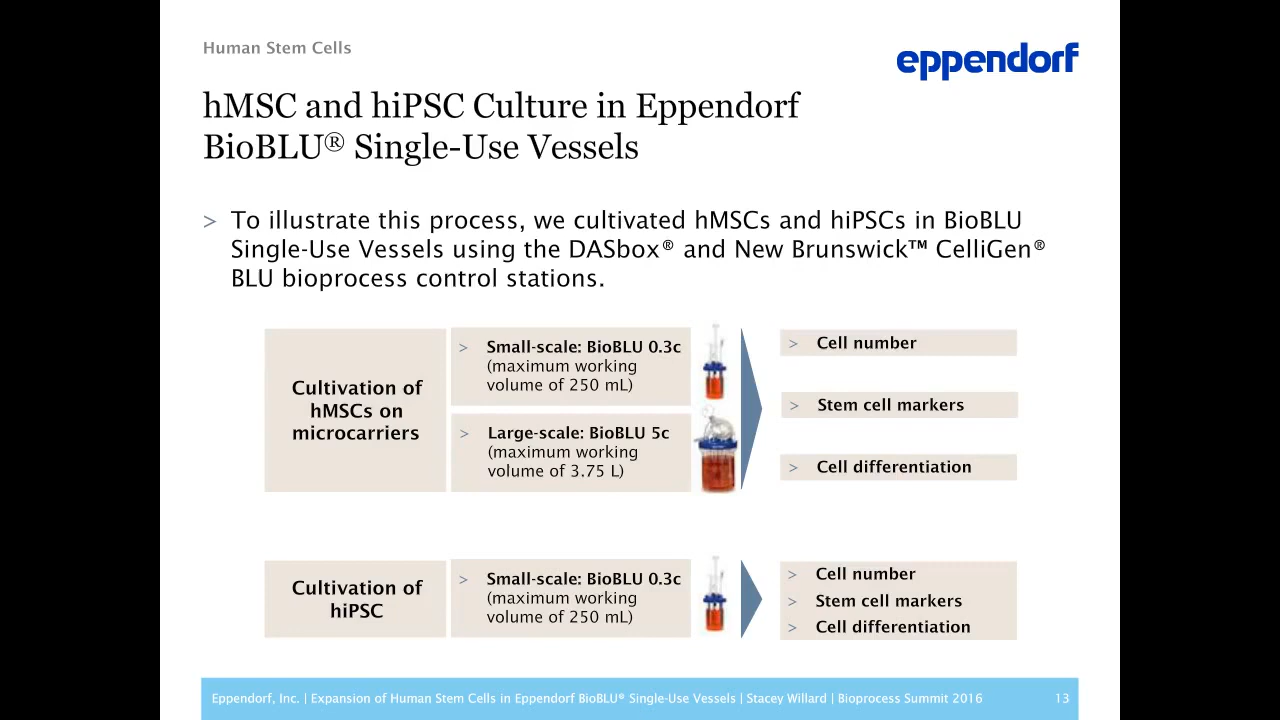 Human Stem Cells
eppendorf
hMSC and hiPSC Culture in Eppendorf
BioBLU® Single-Use Vessels
> To illustrate this process, we cultivated hMSCs and hiPSCs in BioBLU
Single-Use Vessels using the DASbox® and New Brunswick™ CelliGen®
BLU bioprocess control stations.
Cultivation of
hMSCs on
microcarriers
> Small-scale: BioBLU 0.3c
(maximum working
volume of 250 mL)
> Large-scale: BioBLU 5c
(maximum working
volume of 3.75 L)
> Cell number
> Stem cell markers
> Cell differentiation
Cultivation of
hiPSC
> Small-scale: BioBLU 0.3c
(maximum working
volume of 250 mL)
> Cell number
> Stem cell markers
> Cell differentiation
Eppendorf, Inc. | Expansion of Human Stem Cells in Eppendorf BioBLU® Single-Use Vessels | Stacey Willard | Bioprocess Summit 2016 13